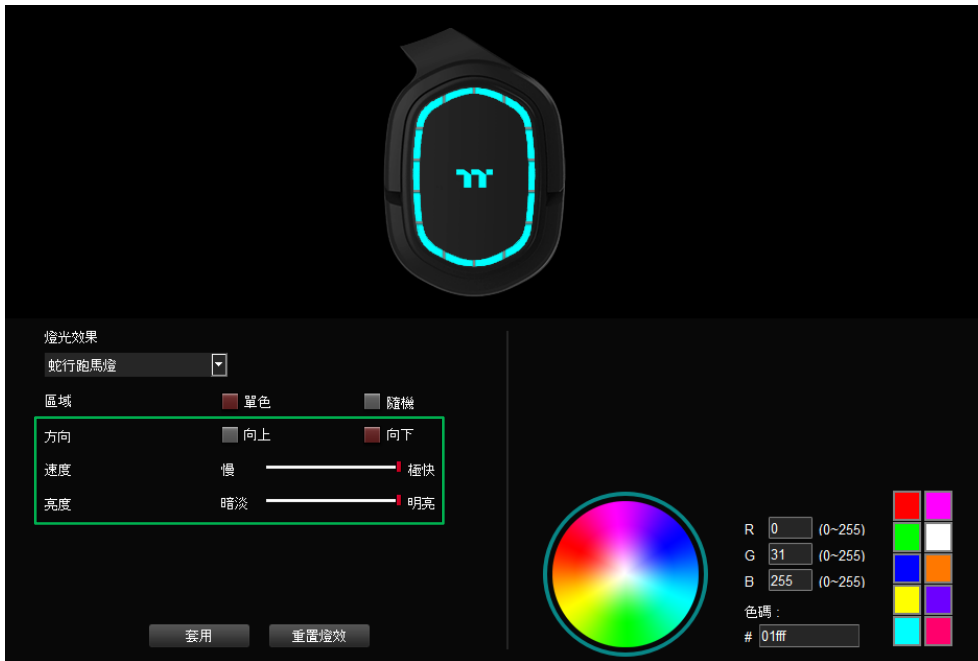 燈光效果
蛇行跑馬燈
區域 單色 隨機
方向 向上 向下
速度 慢 極快
亮度 暗淡 明亮
套用 重置燈效
R 0 (0~255)
G 31 (0~255)
B 255 (0~255)
色碼 :
# 01fff